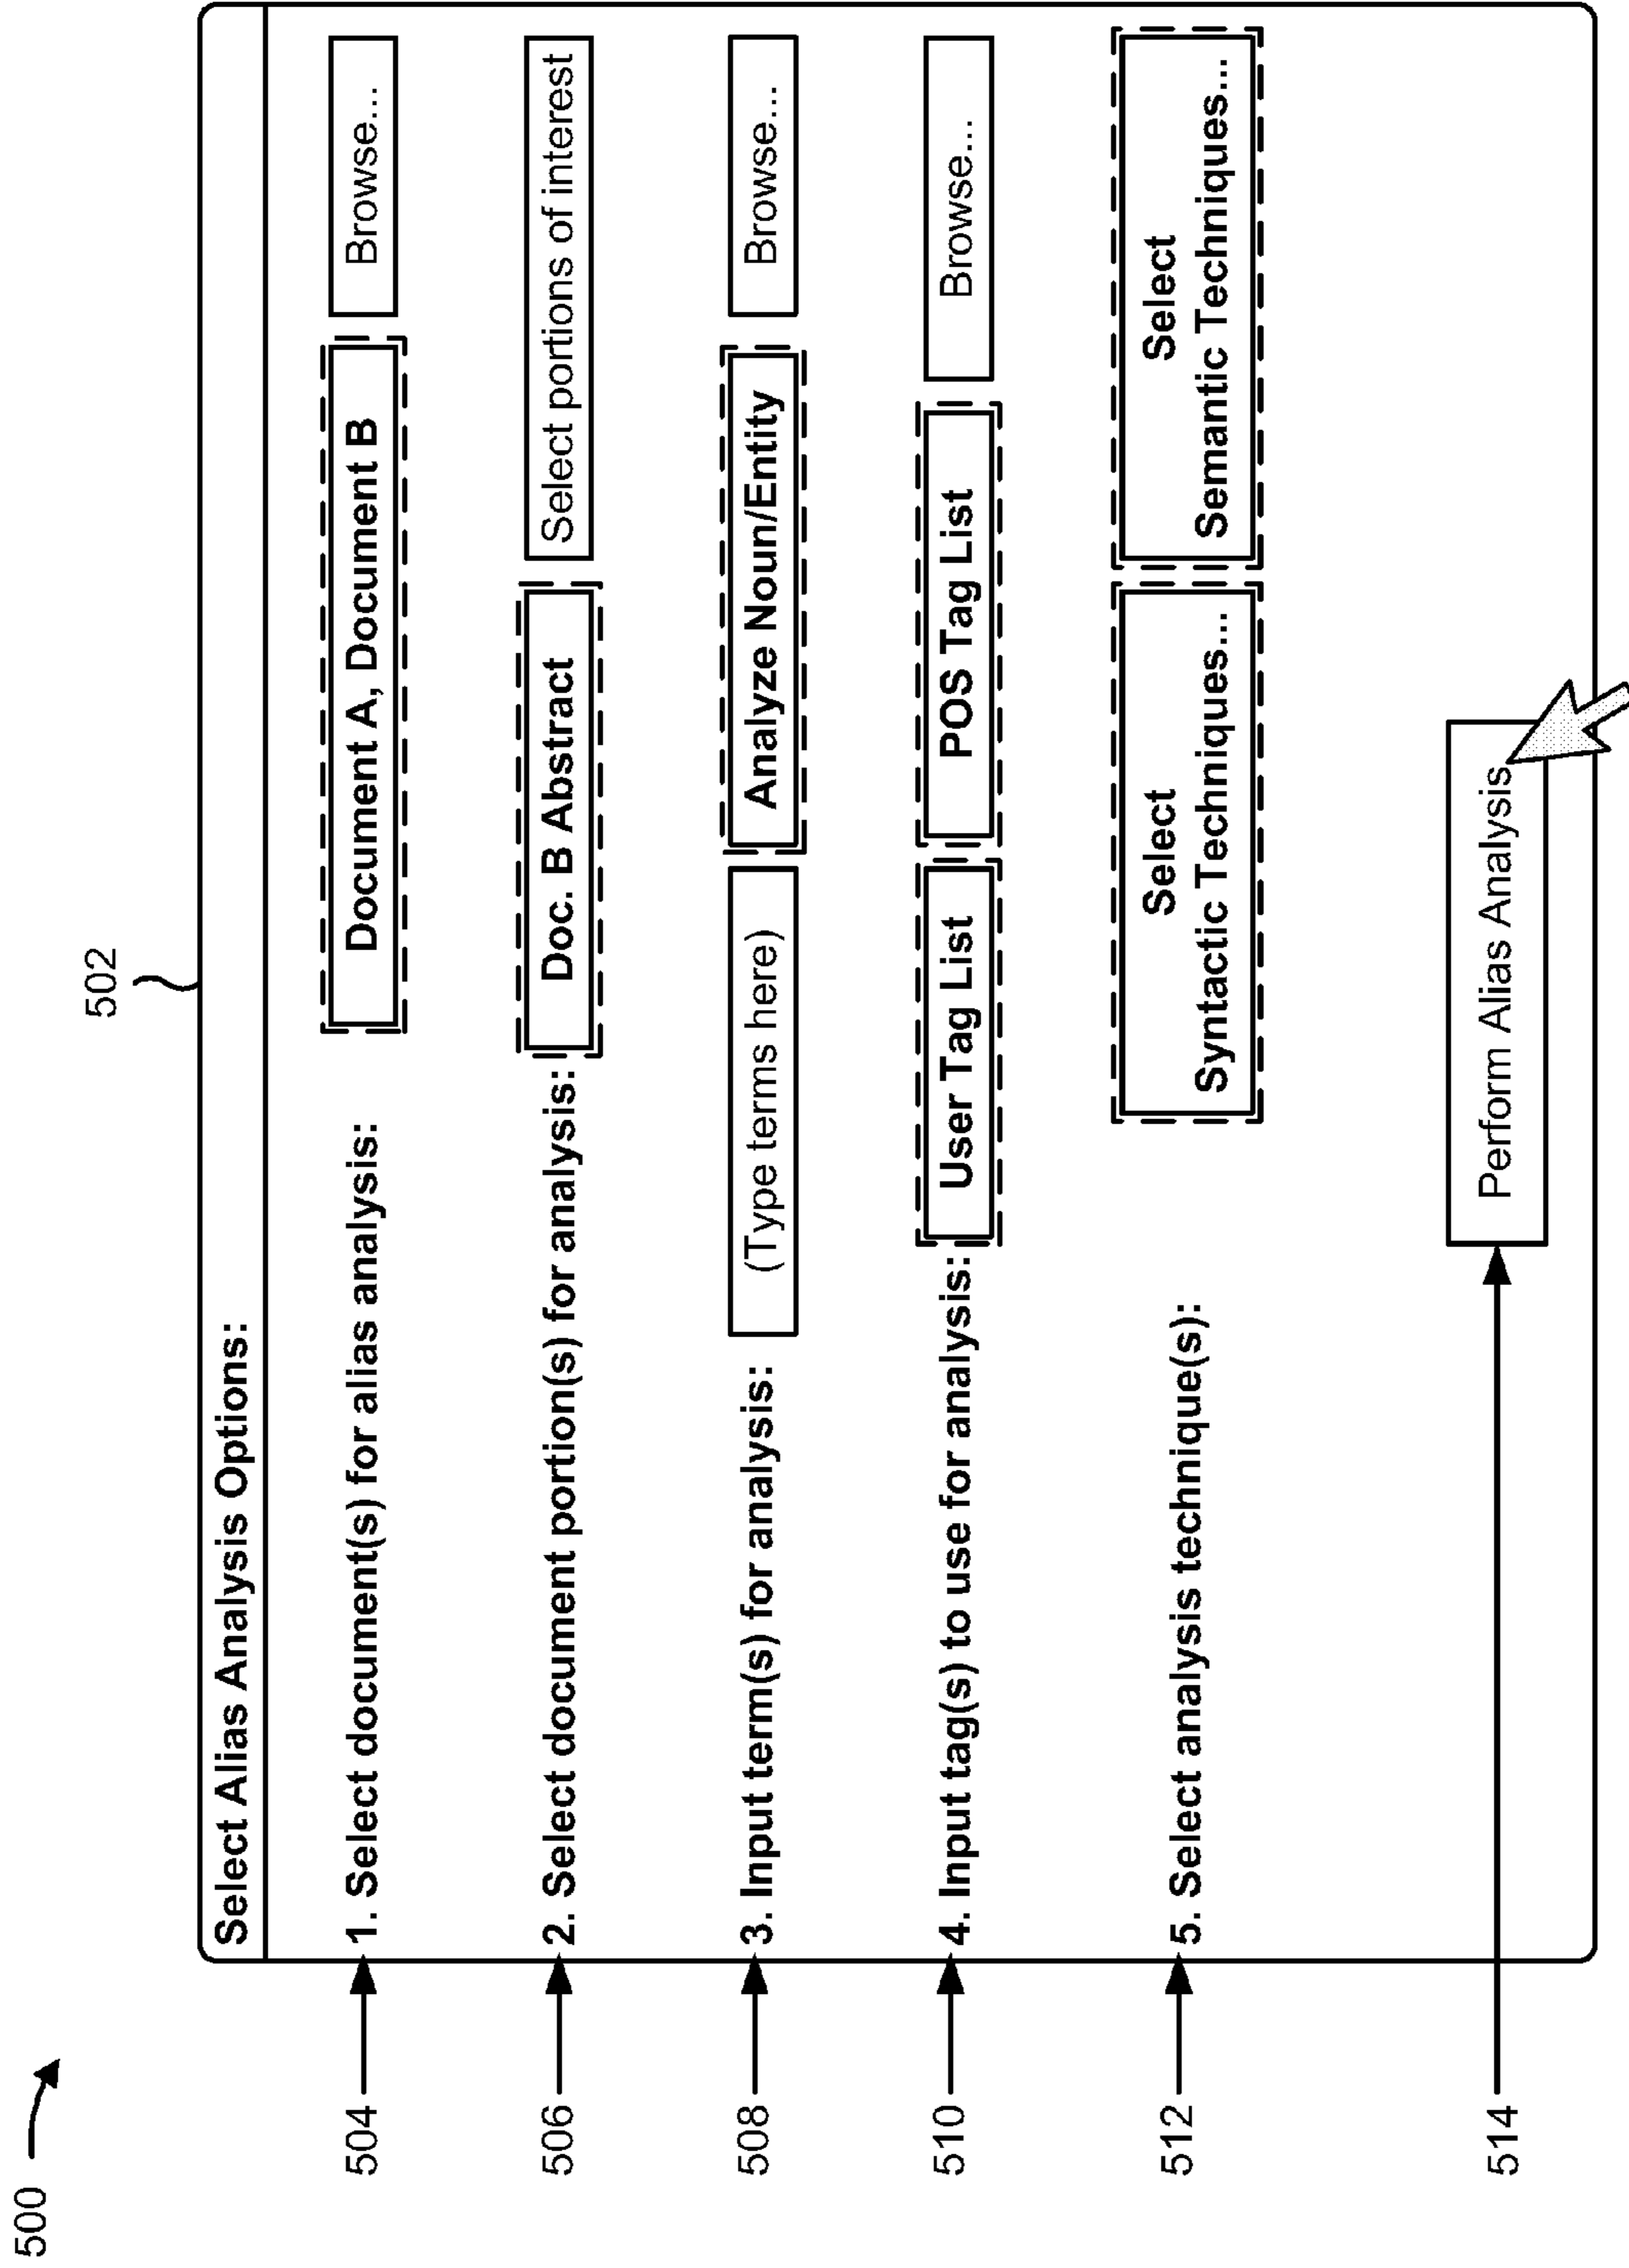 500
502
Select Alias Analysis Options:
504
1. Select document(s) for alias analysis:
Document A, Document B
Browse...
506
2. Select document portion(s) for analysis:
Doc. B Abstract
Select portions of interest
508
3. Input term(s) for analysis:
(Type terms here)
Analyze Noun/Entity
Browse...
510
4. Input tag(s) to use for analysis:
User Tag List
POS Tag List
Browse...
512
5. Select analysis technique(s):
Select
Syntactic Techniques...
Select
Semantic Techniques...
514
Perform Alias Analysis